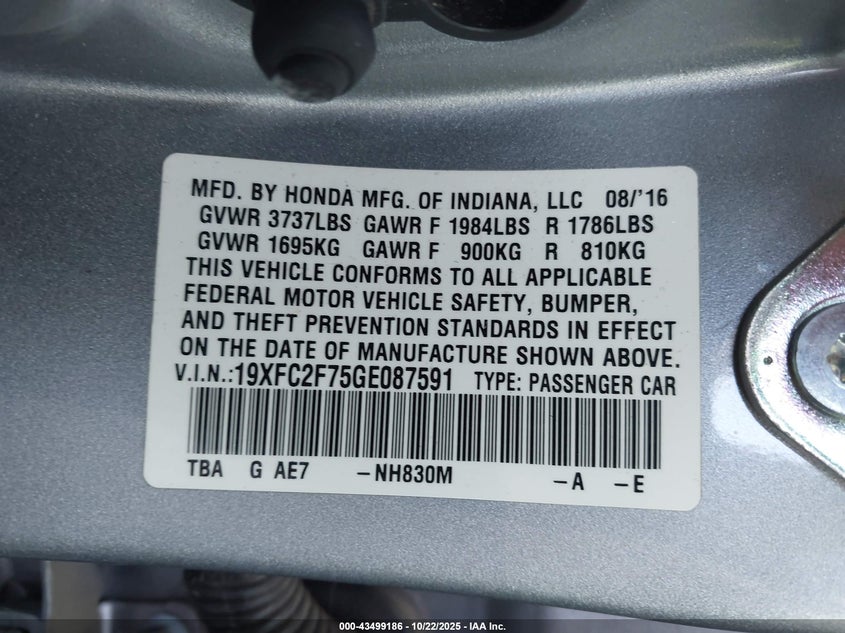 MFD. BY HONDA MFG. OF INDIANA, LLC 08/'16
GVWR 3737LBS GAWR F 1984LBS R 1786LBS
GVWR 1695KG GAWR F 900KG R 810KG
THIS VEHICLE CONFORMS TO ALL APPLICABLE
FEDERAL MOTOR VEHICLE SAFETY, BUMPER,
AND THEFT PREVENTION STANDARDS IN EFFECT
ON THE DATE OF MANUFACTURE SHOWN ABOVE.
V.I.N.:19XFC2F75GE087591 TYPE: PASSENGER CAR
TBA G AE7 -NH830M -A -E
000-43499186 - 10/22/2025 - IAA Inc.